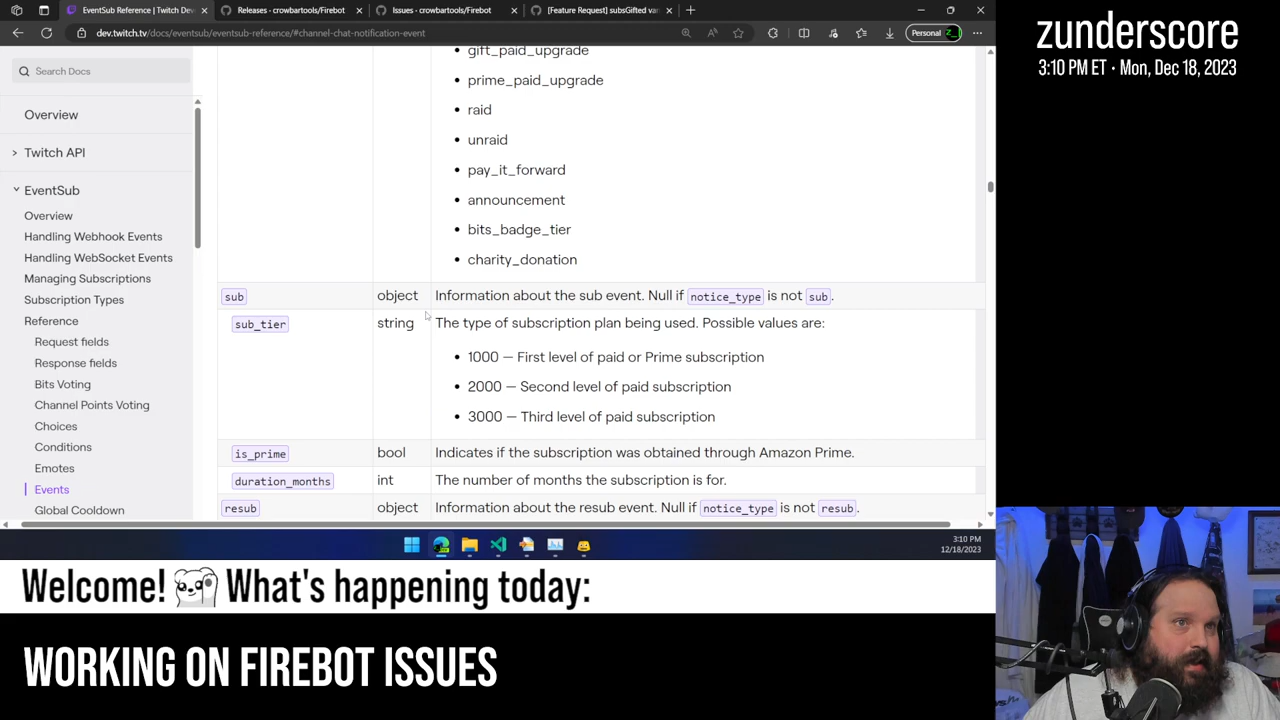 EventSub Reference | Twitch Dev
Releases - crowbartools/Firebot
Issues - crowbartools/Firebot
[Feature Request] subsGifted va
dev.twitch.tv/docs/eventsub/eventsub-reference/#channel-chat-notification-event
Personal
Search Docs
Overview
Twitch API
EventSub
Overview
Handling Webhook Events
Handling WebSocket Events
Managing Subscriptions
Subscription Types
Reference
Request fields
Response fields
Bits Voting
Channel Points Voting
Choices
Conditions
Emotes
Events
Global Cooldown
gift_paid_upgrade
prime_paid_upgrade
raid
unraid
pay_it_forward
announcement
bits_badge_tier
charity_donation
sub object Information about the sub event. Null if notice_type is not sub.
sub_tier string The type of subscription plan being used. Possible values are:
1000 — First level of paid or Prime subscription
2000 — Second level of paid subscription
3000 — Third level of paid subscription
is_prime bool Indicates if the subscription was obtained through Amazon Prime.
duration_months int The number of months the subscription is for.
resub object Information about the resub event. Null if notice_type is not resub.
3:10 PM
12/18/2023
zunderscore
3:10 PM ET • Mon, Dec 18, 2023
Welcome! What's happening today:
WORKING ON FIREBOT ISSUES